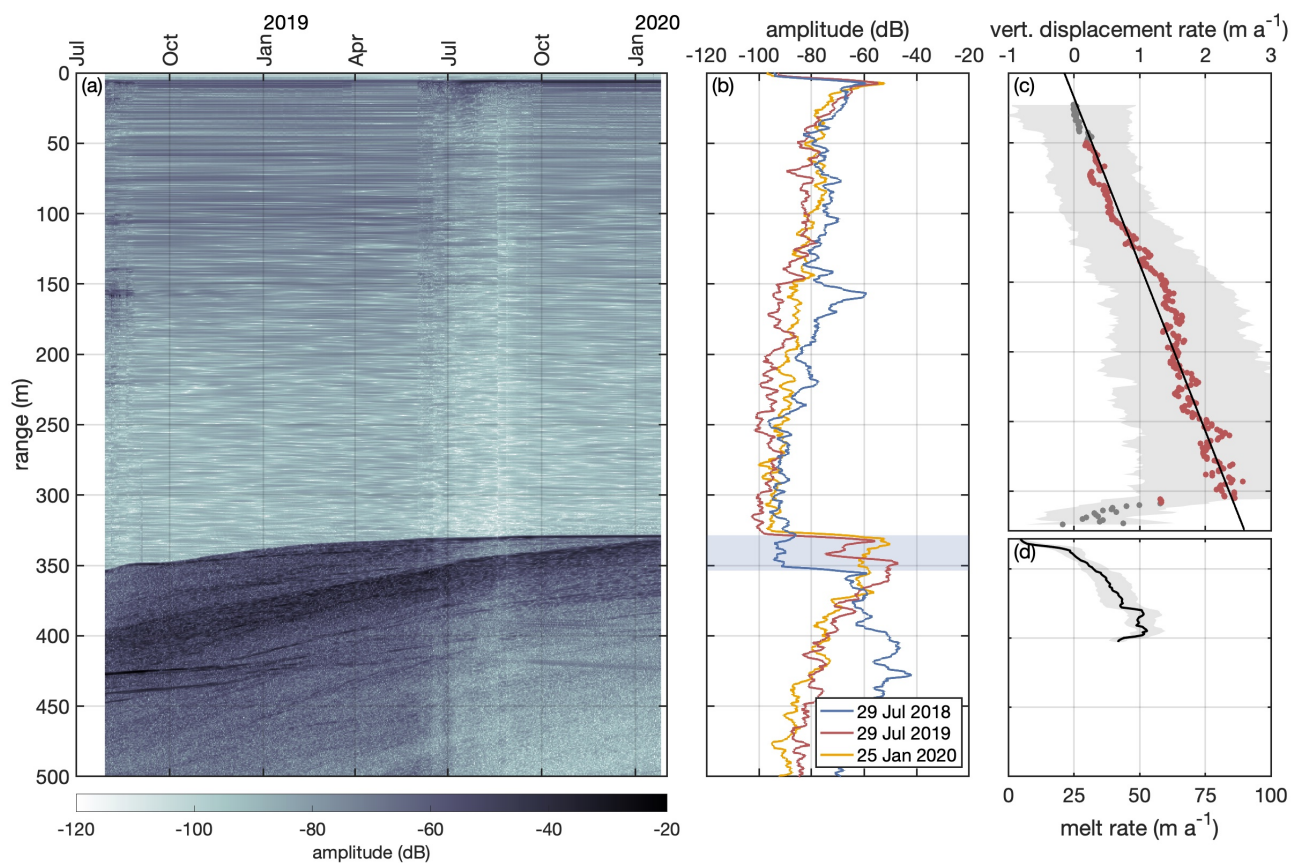 2019 2020
Jul Oct Jan Apr Jul Oct Jan
amplitude (dB)
-120 -100 -80 -60 -40 -20
vert. displacement rate (m a-1)
-1 0 1 2 3
(a)
(b)
(c)
range (m)
0
50
100
150
200
250
300
350
400
450
500
(d)
29 Jul 2018
29 Jul 2019
25 Jan 2020
-120 -100 -80 -60 -40 -20
amplitude (dB)
0 25 50 75 100
melt rate (m a-1)